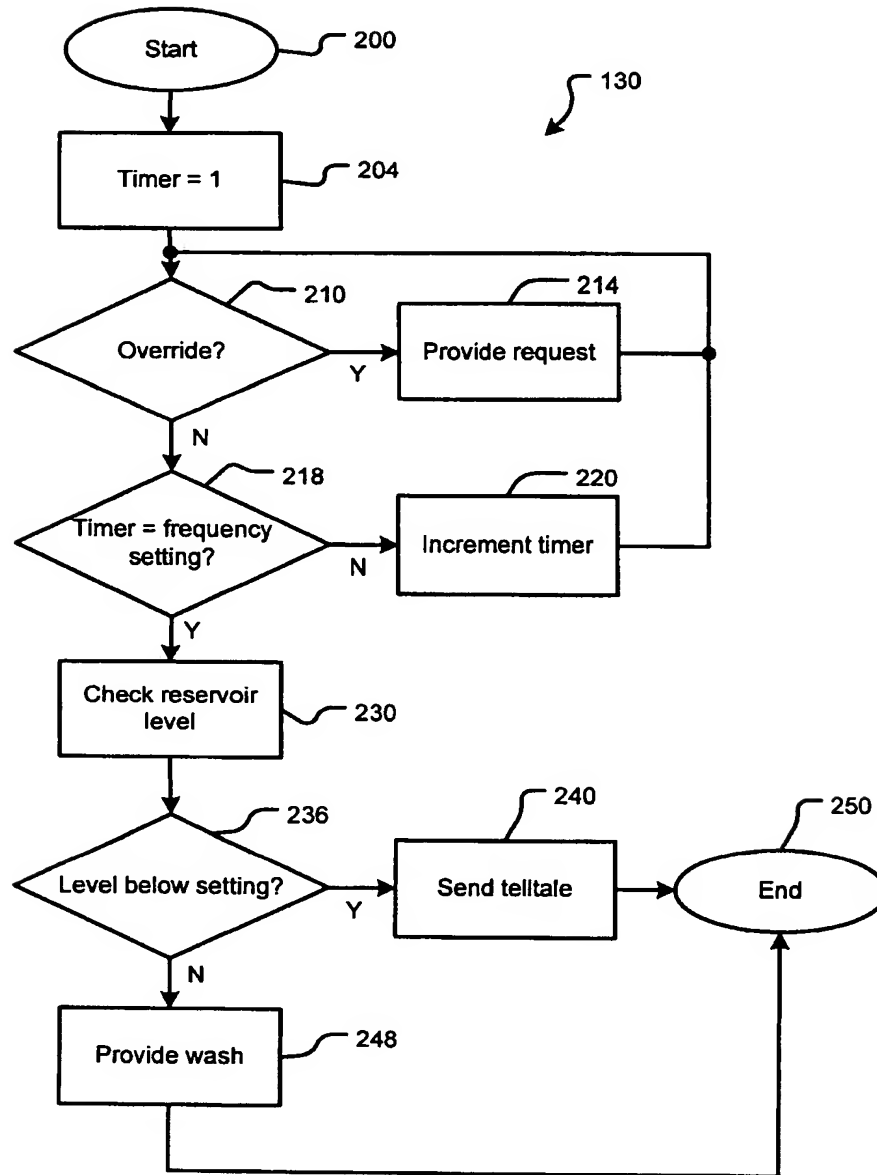 Start
200
130
Timer = 1
204
210
214
Override?
Y
Provide request
N
218
220
Timer = frequency
setting?
N
Increment timer
Y
Check reservoir
level
230
236
240
250
Level below setting?
Y
Send telltale
End
N
Provide wash
248